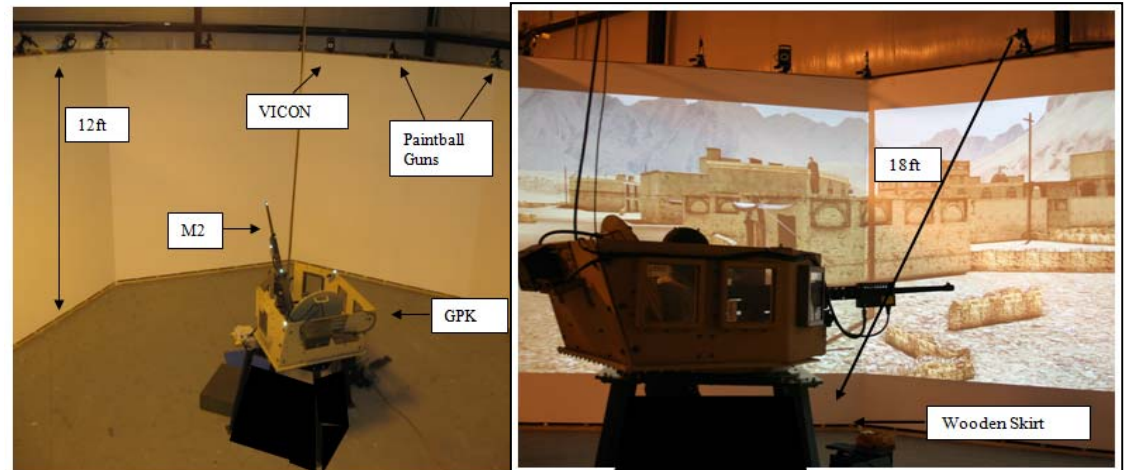 12ft
VICON
Paintball
Guns
M2
GPK
18ft
Wooden Skirt